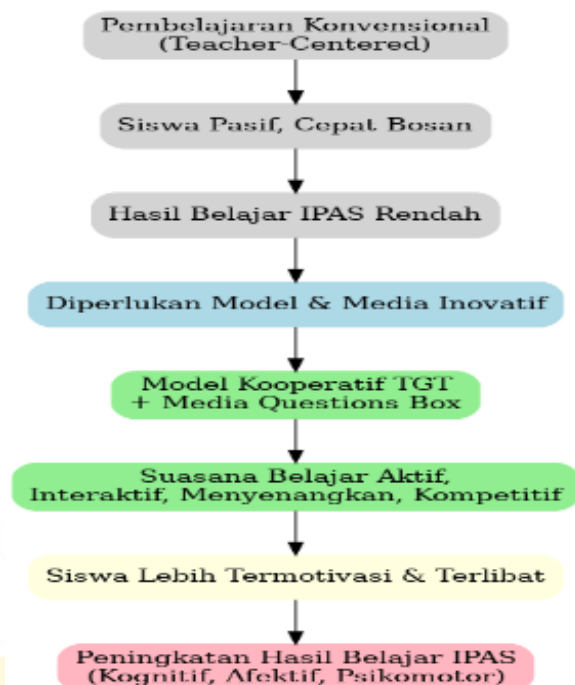 Pembelajaran Konvensional
(Teacher-Centered)
Siswa Pasif, Cepat Bosan
Hasil Belajar IPAS Rendah
Diperlukan Model & Media Inovatif
Model Kooperatif TGT
+ Media Questions Box
Suasana Belajar Aktif,
Interaktif, Menyenangkan, Kompetitif
Siswa Lebih Termotivasi & Terlibat
Peningkatan Hasil Belajar IPAS
(Kognitif, Afektif, Psikomotor)